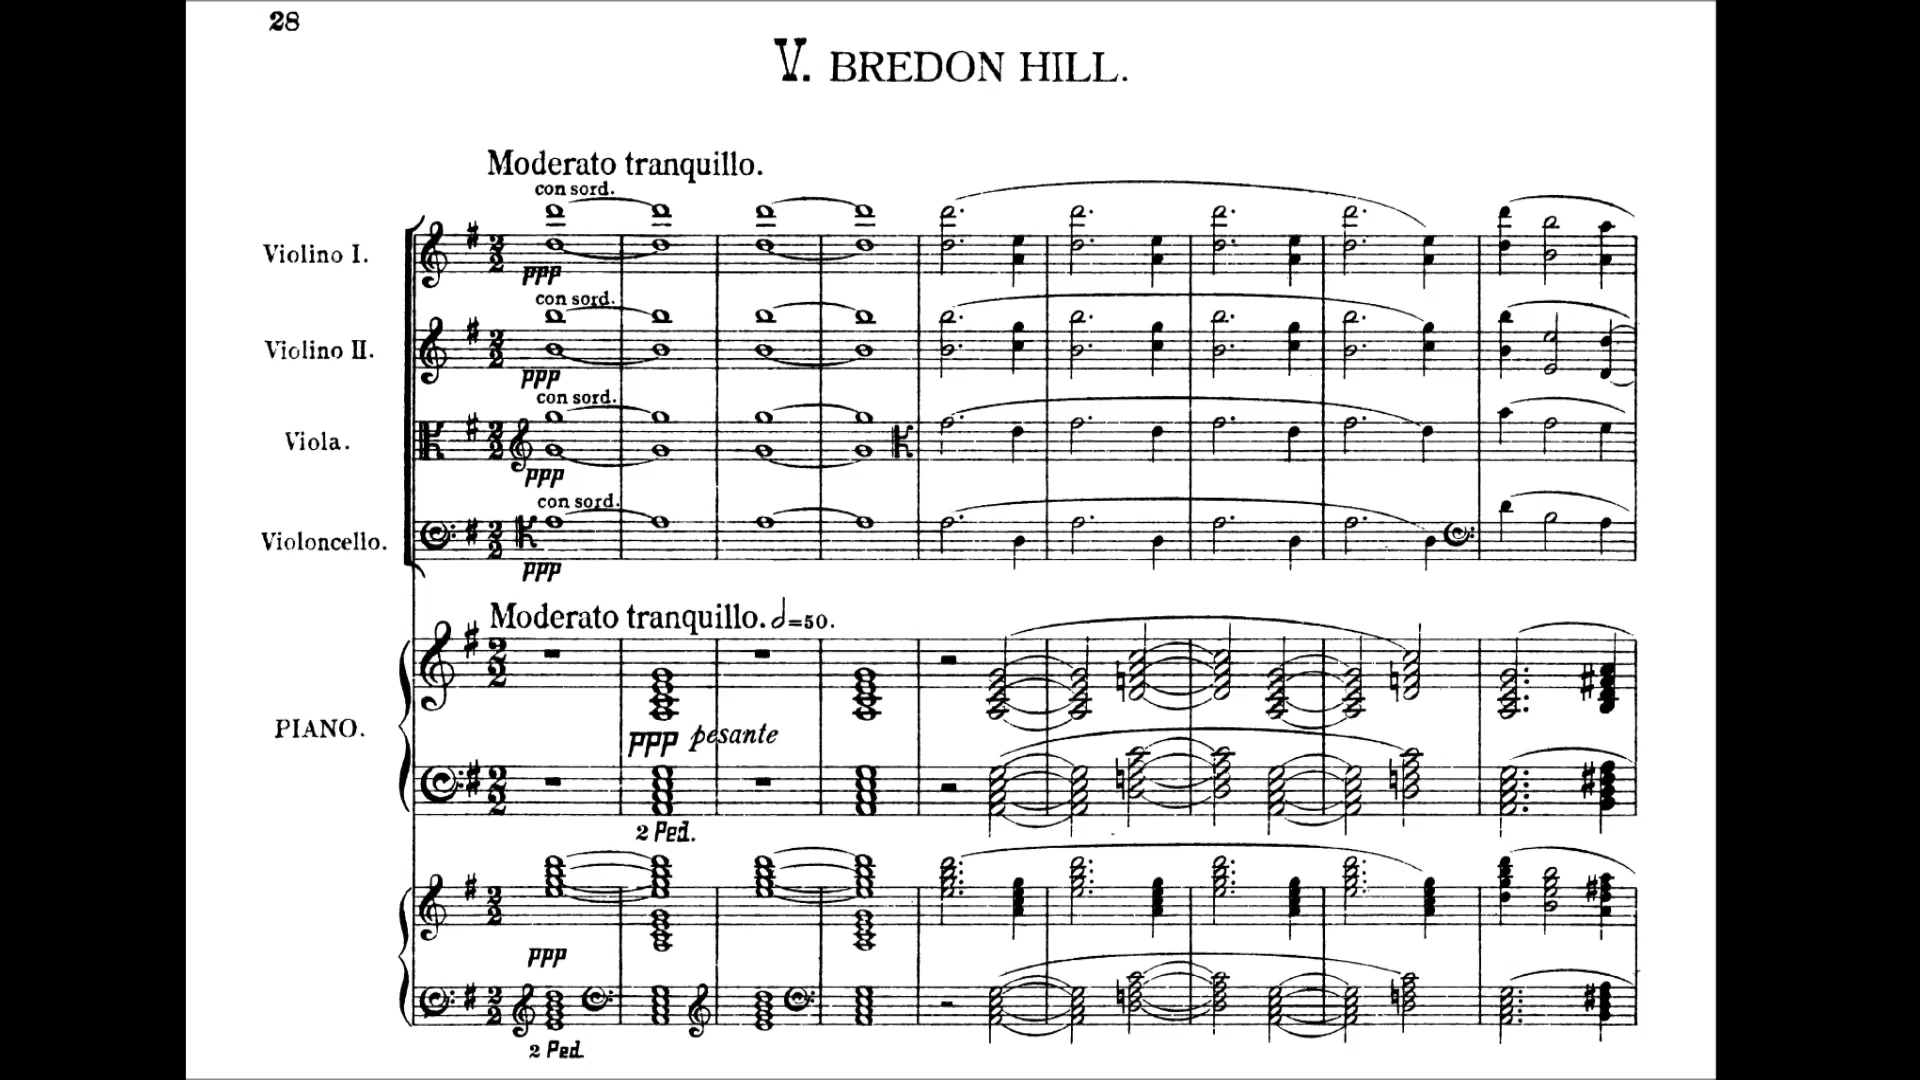 28
V. BREDON HILL.
Moderato tranquillo.
con sord.
Violino I.
ppp
con sord.
Violino II.
ppp
con sord.
Viola.
ppp
con sord.
Violoncello.
ppp
Moderato tranquillo. 𝅗𝅥=50.
PIANO.
ppp pesante
2 Ped.
ppp
2 Ped.